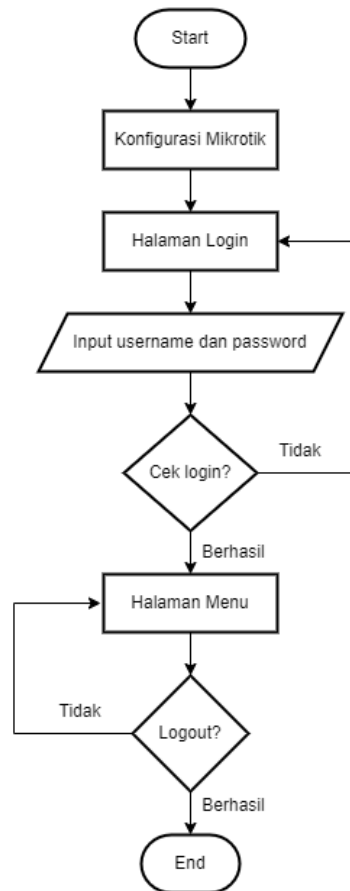 Start
Konfigurasi Mikrotik
Halaman Login
Input username dan password
Cek login?
Tidak
Berhasil
Halaman Menu
Tidak
Logout?
Berhasil
End